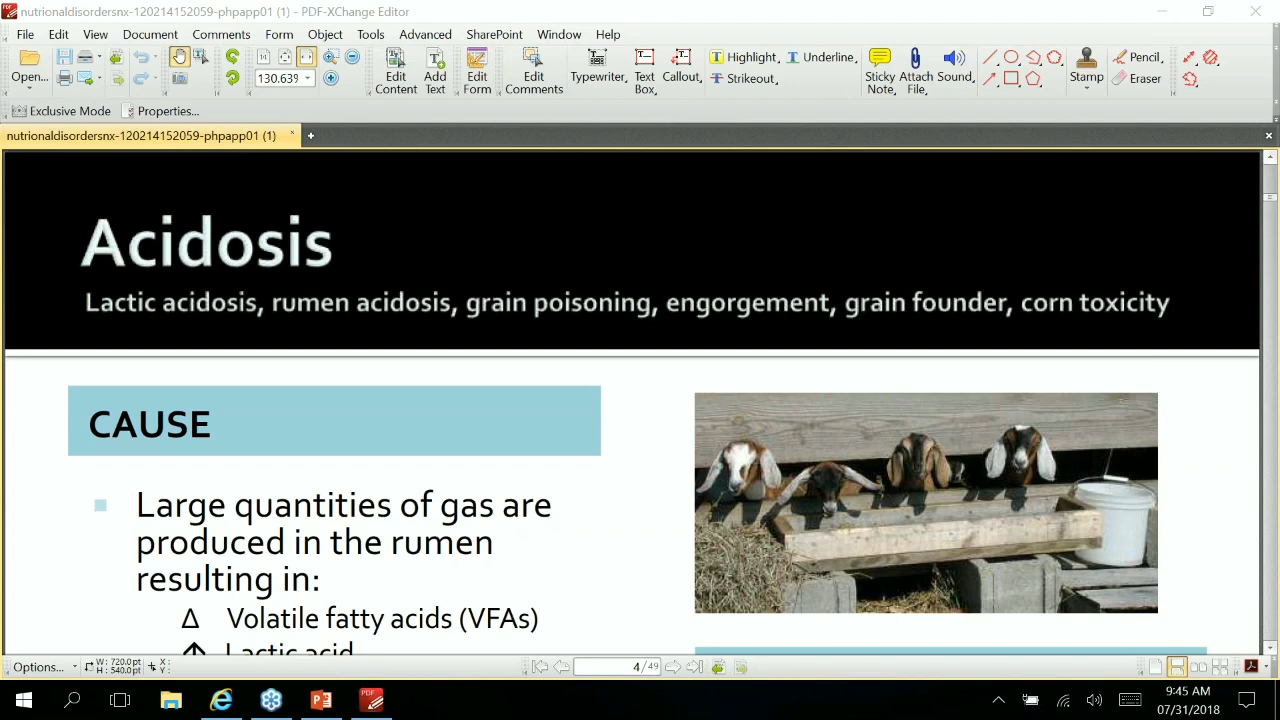 nutrionaldisordersnx-120214152059-phpapp01 (1) - PDF-XChange Editor
File Edit View Document Comments Form Object Tools Advanced SharePoint Window Help
Open...
130.63%
Edit Content
Add Text
Edit Form
Edit Comments
Typewriter
Text Box
Callout
Highlight
Underline
Strikeout
Sticky Note
Attach File
Sound
Stamp
Pencil
Eraser
Exclusive Mode Properties...
nutrionaldisordersnx-120214152059-phpapp01 (1)
Acidosis
Lactic acidosis, rumen acidosis, grain poisoning, engorgement, grain founder, corn toxicity
CAUSE
Large quantities of gas are
produced in the rumen
resulting in:
Δ Volatile fatty acids (VFAs)
↑ Lactic acid
Options... W: 720.0pt H: 540.0pt X: Y: 4 /49
9:45 AM
07/31/2018